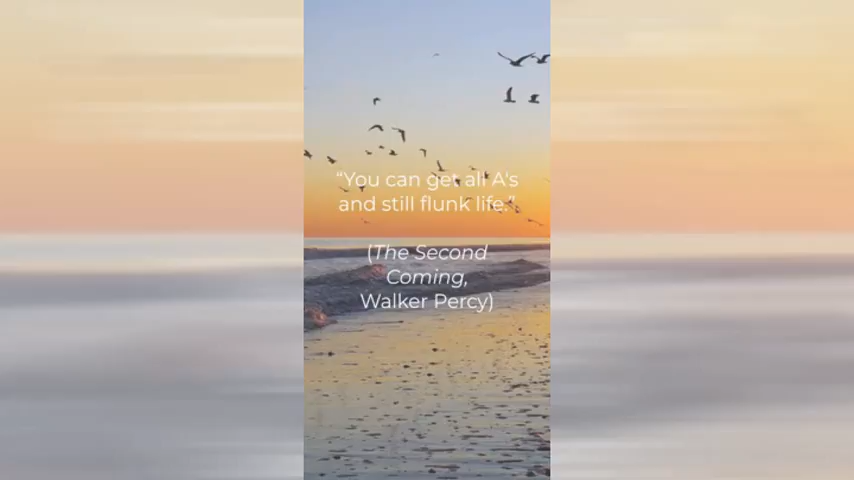 “You can get all A's
and still flunk life.”
(The Second
Coming,
Walker Percy)